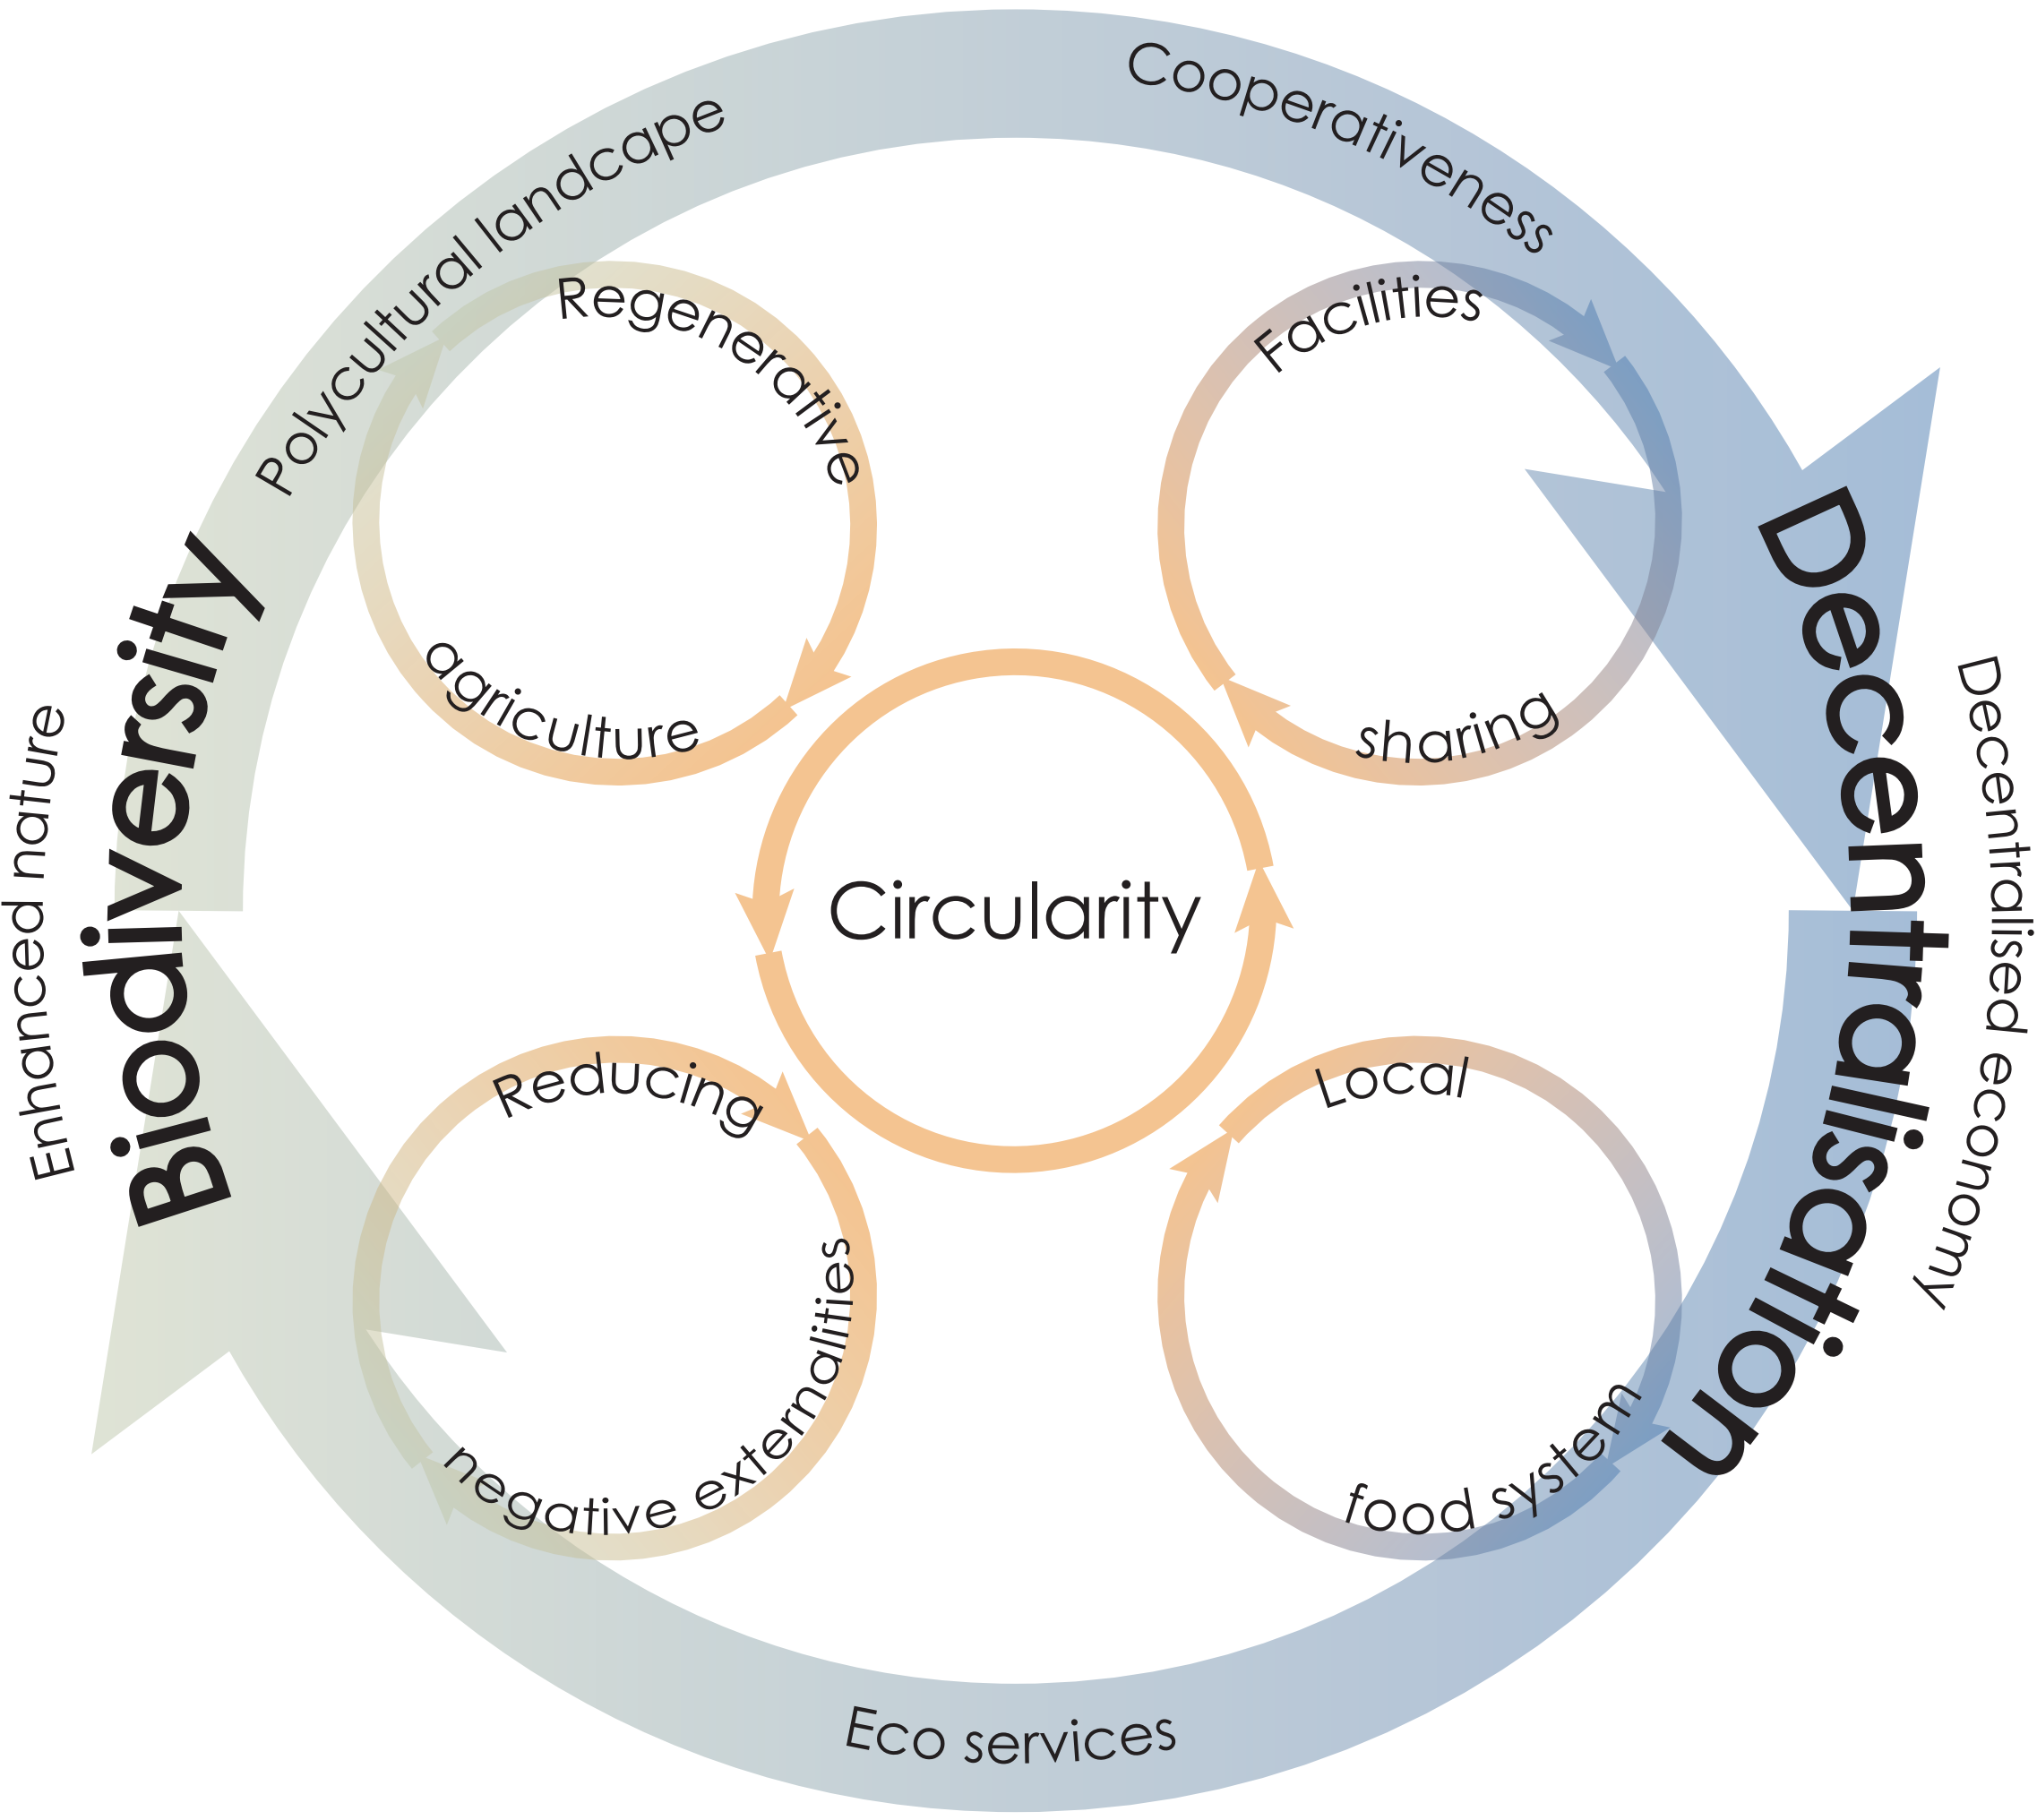 Cooperativeness
Polycultural landscape
Regenerative
agriculture
Facilities
sharing
Biodiversity
Enhanced nature
Circularity
Decentralisation
Decentralised economy
Reducing
negative externalities
Local
food system
Eco services